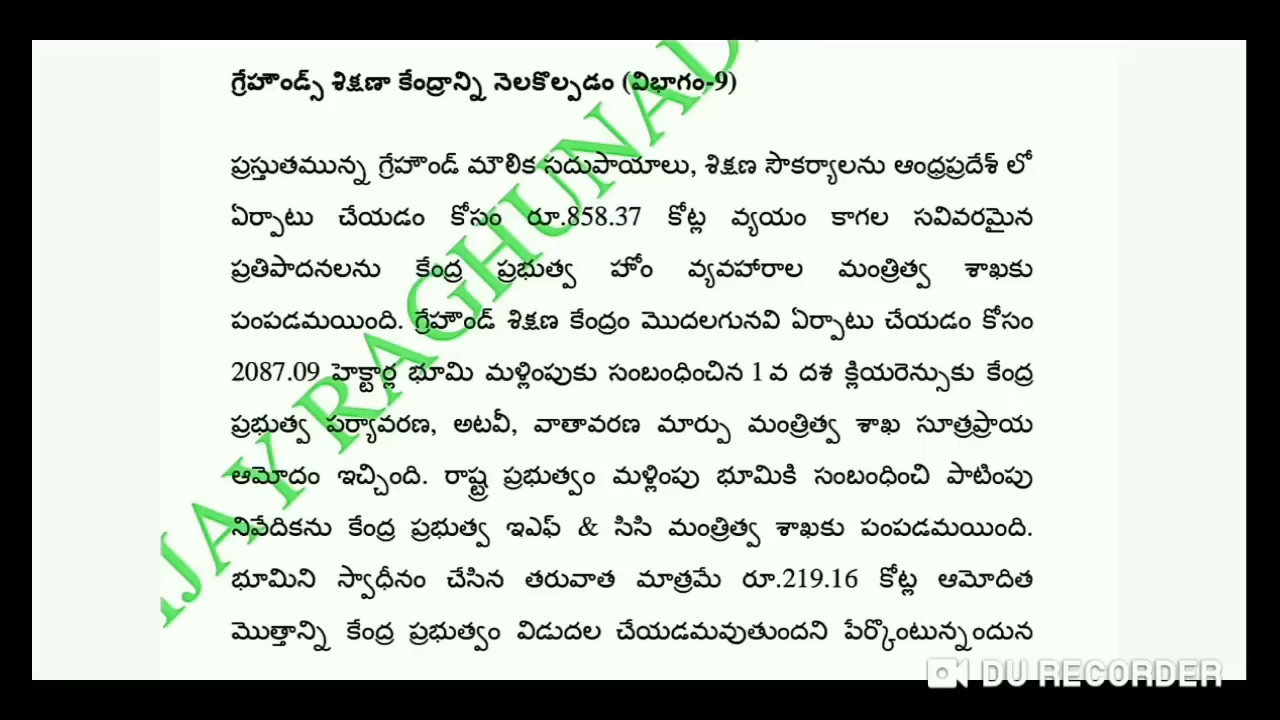 గ్రేహౌండ్స్ శిక్షణా కేంద్రాన్ని నెలకొల్పడం (విభాగం-9)
ప్రస్తుతమున్న గ్రేహౌండ్ మౌలిక సదుపాయాలు, శిక్షణ సౌకర్యాలను ఆంధ్రప్రదేశ్ లో
ఏర్పాటు చేయడం కోసం రూ.858.37 కోట్ల వ్యయం కాగల సవివరమైన
ప్రతిపాదనలను కేంద్ర ప్రభుత్వ హోం వ్యవహారాల మంత్రిత్వ శాఖకు
పంపడమయింది. గ్రేహౌండ్ శిక్షణ కేంద్రం మొదలగునవి ఏర్పాటు చేయడం కోసం
2087.09 హెక్టార్ల భూమి మళ్లింపుకు సంబంధించిన 1 వ దశ క్లియరెన్సుకు కేంద్ర
ప్రభుత్వ పర్యావరణ, అటవీ, వాతావరణ మార్పు మంత్రిత్వ శాఖ సూత్రప్రాయ
ఆమోదం ఇచ్చింది. రాష్ట్ర ప్రభుత్వం మళ్లింపు భూమికి సంబంధించి పాటింపు
నివేదికను కేంద్ర ప్రభుత్వ ఇఎఫ్ & సిసి మంత్రిత్వ శాఖకు పంపడమయింది.
భూమిని స్వాధీనం చేసిన తరువాత మాత్రమే రూ.219.16 కోట్ల ఆమోదిత
మొత్తాన్ని కేంద్ర ప్రభుత్వం విడుదల చేయడమవుతుందని పేర్కొంటున్నందున
RAGHUNAD
DU RECORDER